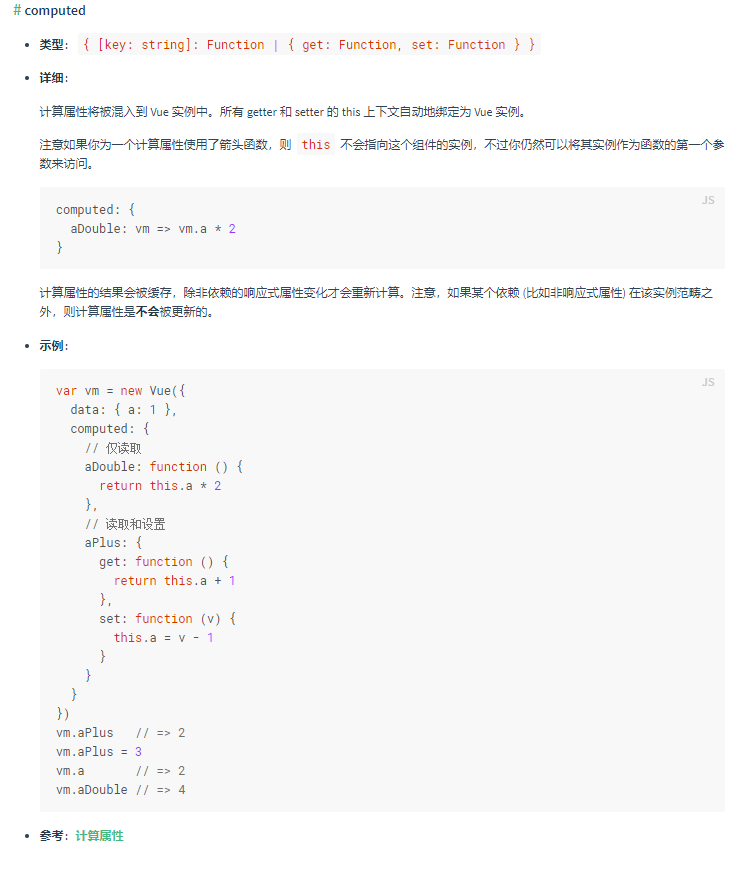 # computed
类型： { [key: string]: Function | { get: Function, set: Function } }
详细：
计算属性将被混入到 Vue 实例中。所有 getter 和 setter 的 this 上下文自动地绑定为 Vue 实例。
注意如果你为一个计算属性使用了箭头函数，则 this 不会指向这个组件的实例，不过你仍然可以将其实例作为函数的第一个参
数来访问。
JS
computed: {
  aDouble: vm => vm.a * 2
}
计算属性的结果会被缓存，除非依赖的响应式属性变化才会重新计算。注意，如果某个依赖 (比如非响应式属性) 在该实例范畴之
外，则计算属性是不会被更新的。
示例：
JS
var vm = new Vue({
  data: { a: 1 },
  computed: {
    // 仅读取
    aDouble: function () {
      return this.a * 2
    },
    // 读取和设置
    aPlus: {
      get: function () {
        return this.a + 1
      },
      set: function (v) {
        this.a = v - 1
      }
    }
  }
})
vm.aPlus   // => 2
vm.aPlus = 3
vm.a       // => 2
vm.aDouble // => 4
参考：计算属性